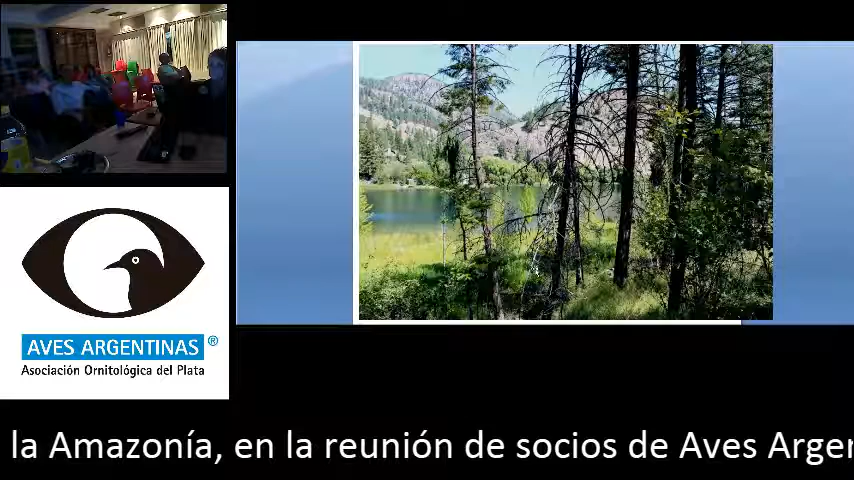 AVES ARGENTINAS ®
Asociación Ornitológica del Plata
la Amazonía, en la reunión de socios de Aves Argen